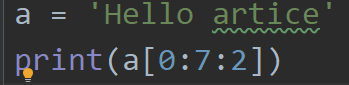 a = 'Hello artice'
print(a[0:7:2])